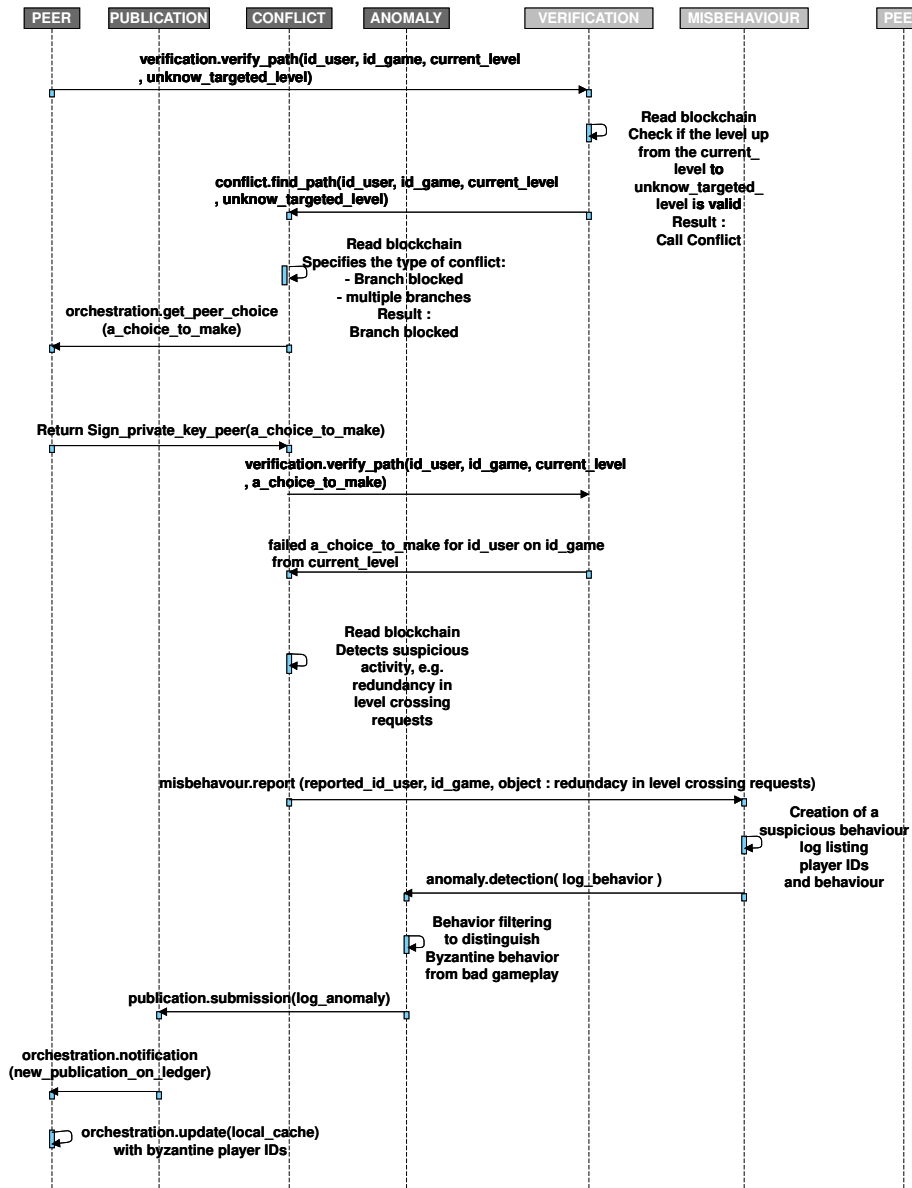 PEER PUBLICATION CONFLICT ANOMALY VERIFICATION MISBEHAVIOUR PEE
verification.verify_path(id_user, id_game, current_level
, unknow_targeted_level)
Read blockchain
Check if the level up
from the current_
level to
unknow_targeted_
level is valid
Result :
Call Conflict
conflict.find_path(id_user, id_game, current_level
, unknow_targeted_level)
Read blockchain
Specifies the type of conflict:
- Branch blocked
- multiple branches
Result :
Branch blocked
orchestration.get_peer_choice
(a_choice_to_make)
Return Sign_private_key_peer(a_choice_to_make)
verification.verify_path(id_user, id_game, current_level
, a_choice_to_make)
failed a_choice_to_make for id_user on id_game
from current_level
Read blockchain
Detects suspicious
activity, e.g.
redundancy in
level crossing
requests
misbehavour.report (reported_id_user, id_game, object : redundacy in level crossing requests)
Creation of a
suspicious behaviour
log listing
player IDs
and behaviour
anomaly.detection( log_behavior )
Behavior filtering
to distinguish
Byzantine behavior
from bad gameplay
publication.submission(log_anomaly)
orchestration.notification
(new_publication_on_ledger)
orchestration.update(local_cache)
with byzantine player IDs